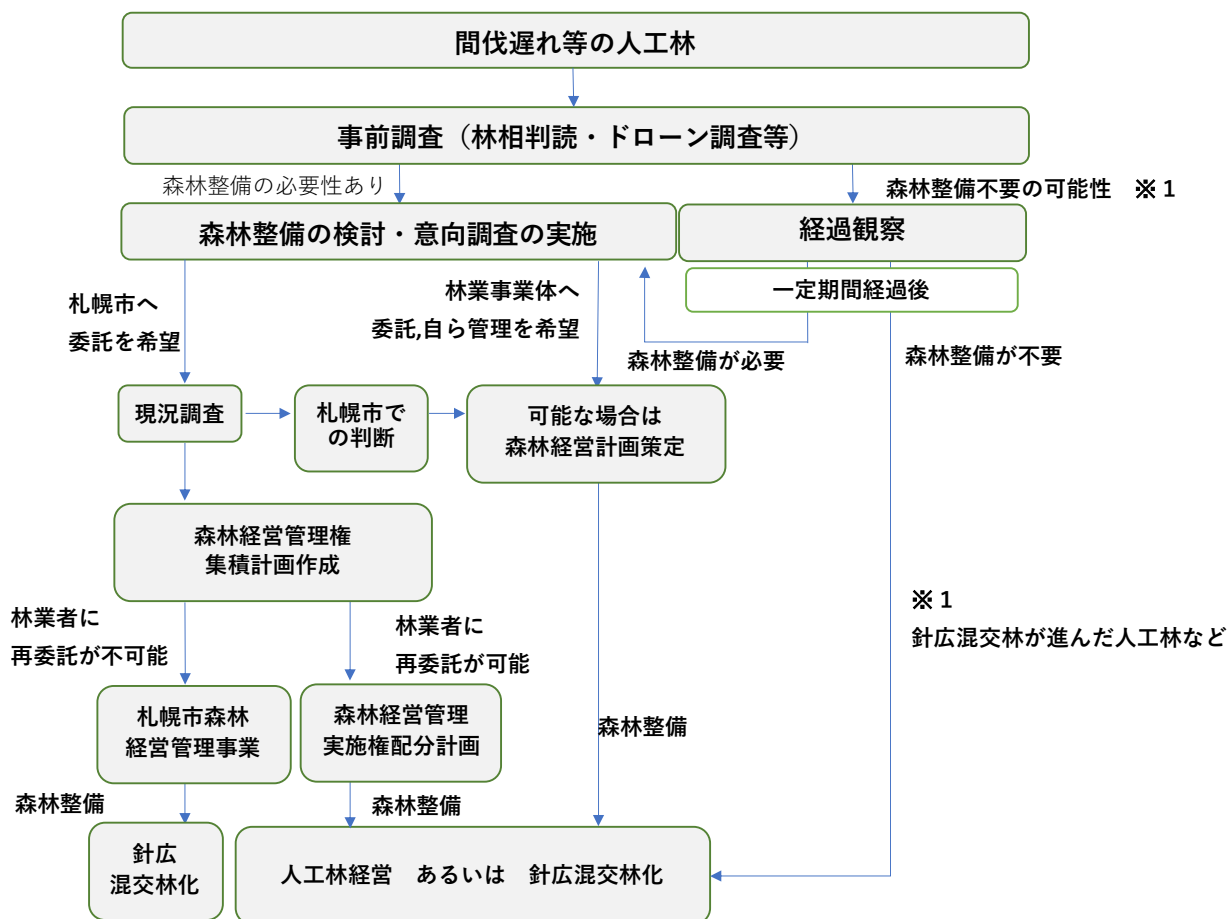 間伐遅れ等の人工林
事前調査（林相判読・ドローン調査等）
森林整備の必要性あり
森林整備不要の可能性　※１
森林整備の検討・意向調査の実施
経過観察
一定期間経過後
札幌市へ
委託を希望
林業事業体へ
委託,自ら管理を希望
森林整備が必要
森林整備が不要
現況調査
札幌市で
の判断
可能な場合は
森林経営計画策定
森林経営管理権
集積計画作成
※１
針広混交林が進んだ人工林など
林業者に
再委託が不可能
林業者に
再委託が可能
札幌市森林
経営管理事業
森林経営管理
実施権配分計画
森林整備
森林整備
森林整備
針広
混交林化
人工林経営　あるいは　針広混交林化